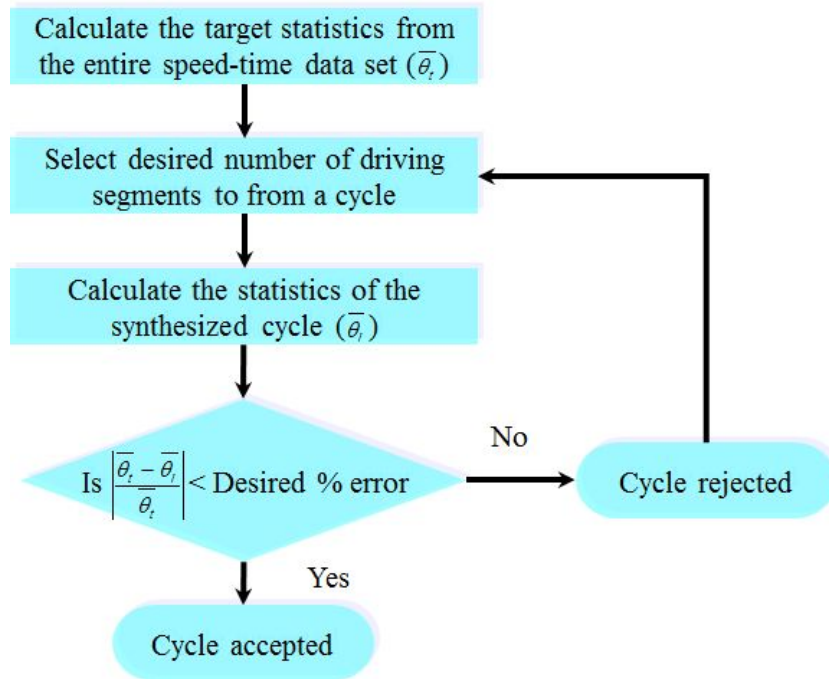 Calculate the target statistics from
the entire speed-time data set (θ̅ₜ)
Select desired number of driving
segments to from a cycle
Calculate the statistics of the
synthesized cycle (θ̅ᵢ)
Is |(θ̅ₜ − θ̅ᵢ)/θ̅ₜ| < Desired % error
No
Cycle rejected
Yes
Cycle accepted